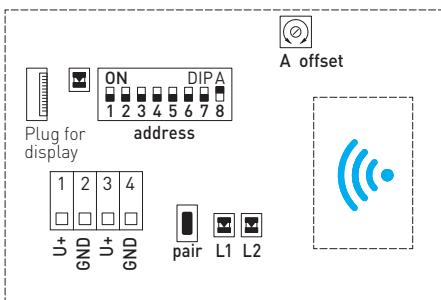 A offset
ON DIP A
1 2 3 4 5 6 7 8
address
Plug for
display
1 2 3 4
U+ GND U+ GND
pair L1 L2